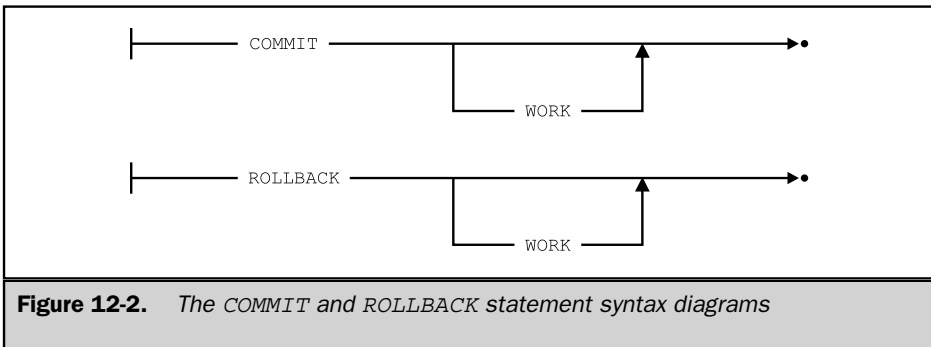 COMMIT
WORK
ROLLBACK
WORK
Figure 12-2. The COMMIT and ROLLBACK statement syntax diagrams